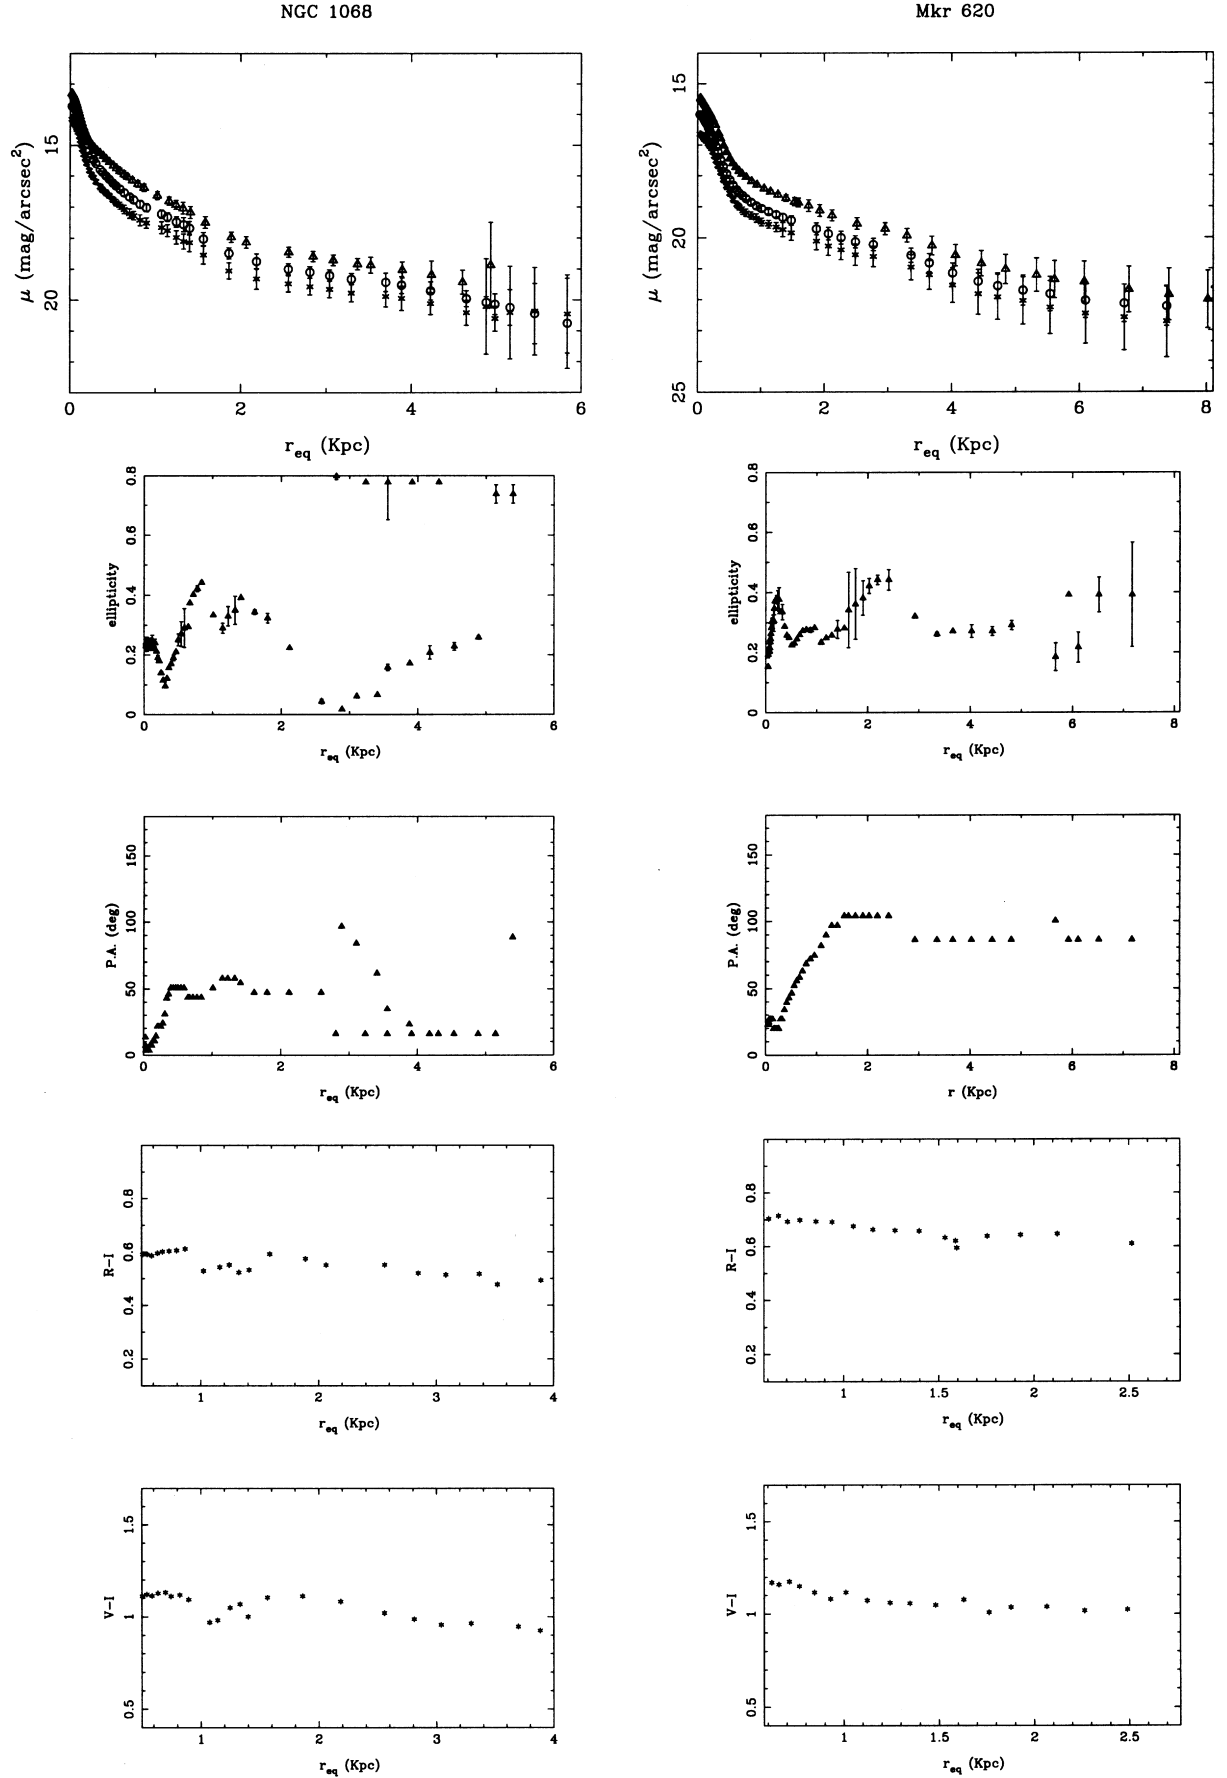 NGC 1068
Mkr 620
15
20
μ (mag/arcsec²)
0 2 4 6
r_eq (Kpc)
15
20
25
μ (mag/arcsec²)
0 2 4 6 8
r_eq (Kpc)
0 0.2 0.4 0.6 0.8
ellipticity
0 2 4 6
r_eq (Kpc)
0 0.2 0.4 0.6 0.8
ellipticity
0 2 4 6 8
r_eq (Kpc)
0 50 100 150
P.A. (deg)
0 2 4 6
r_eq (Kpc)
0 50 100 150
P.A. (deg)
0 2 4 6 8
r (Kpc)
0.2 0.4 0.6 0.8
R-I
1 2 3 4
r_eq (Kpc)
0.2 0.4 0.6 0.8
R-I
1 1.5 2 2.5
r_eq (Kpc)
0.5 1 1.5
V-I
1 2 3 4
r_eq (Kpc)
0.5 1 1.5
V-I
1 1.5 2 2.5
r_eq (Kpc)